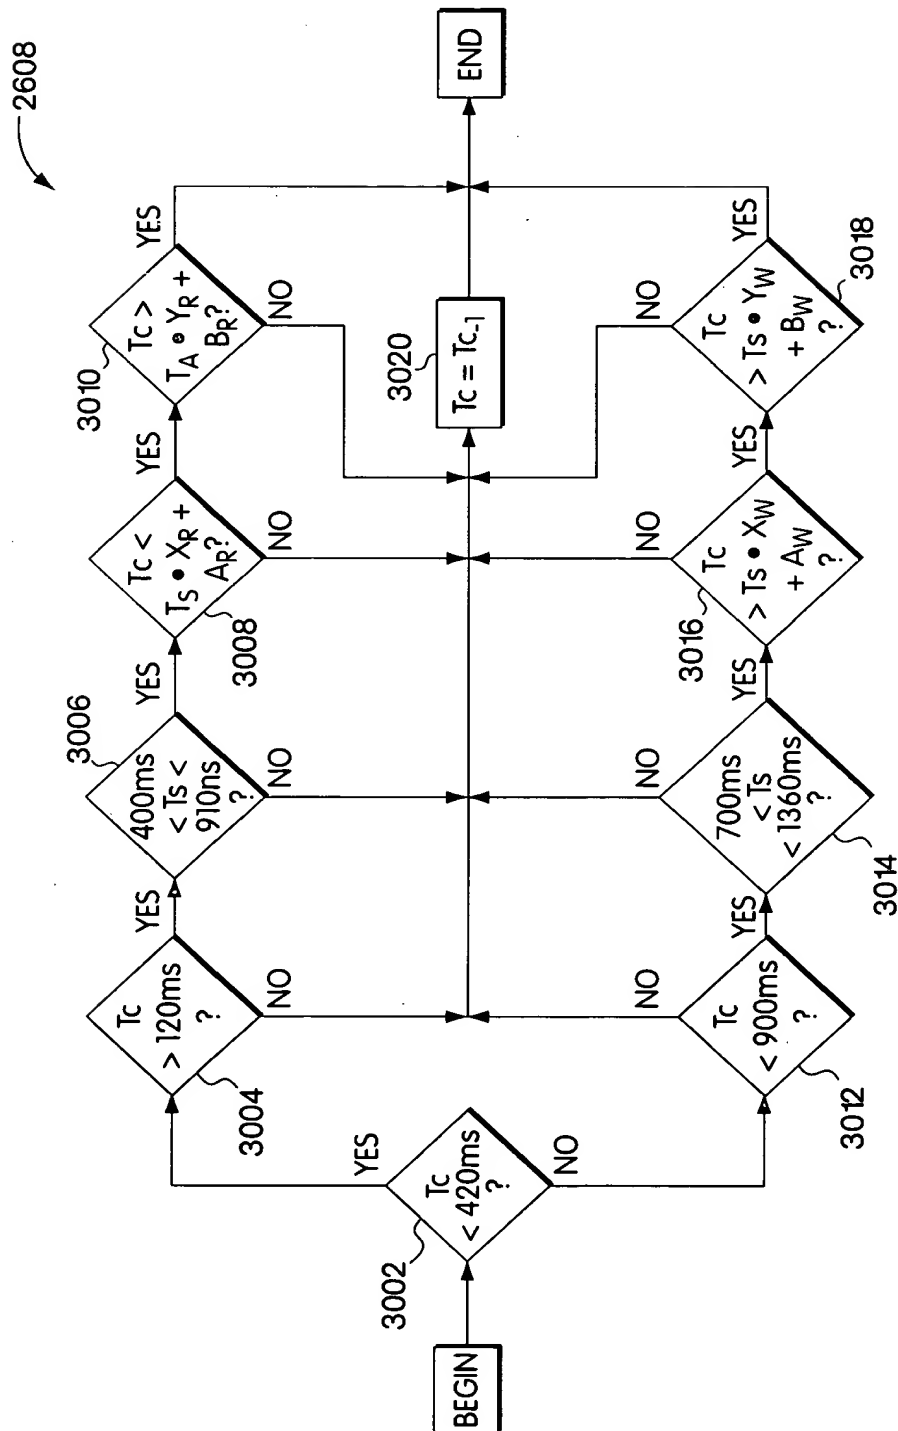 2608
BEGIN
Tc
< 420ms
?
3002
YES
NO
Tc
> 120ms
?
3004
YES
NO
400ms
< Ts <
910ns
?
3006
YES
NO
Tc <
Ts • XR +
AR?
3008
YES
NO
Tc >
TA • YR +
BR?
3010
YES
NO
Tc
< 900ms
?
3012
YES
NO
700ms
< Ts
< 1360ms
?
3014
YES
NO
Tc
> Ts • XW
+ AW
?
3016
YES
NO
Tc
> Ts • YW
+ BW
?
3018
YES
NO
3020
Tc = Tc-1
END